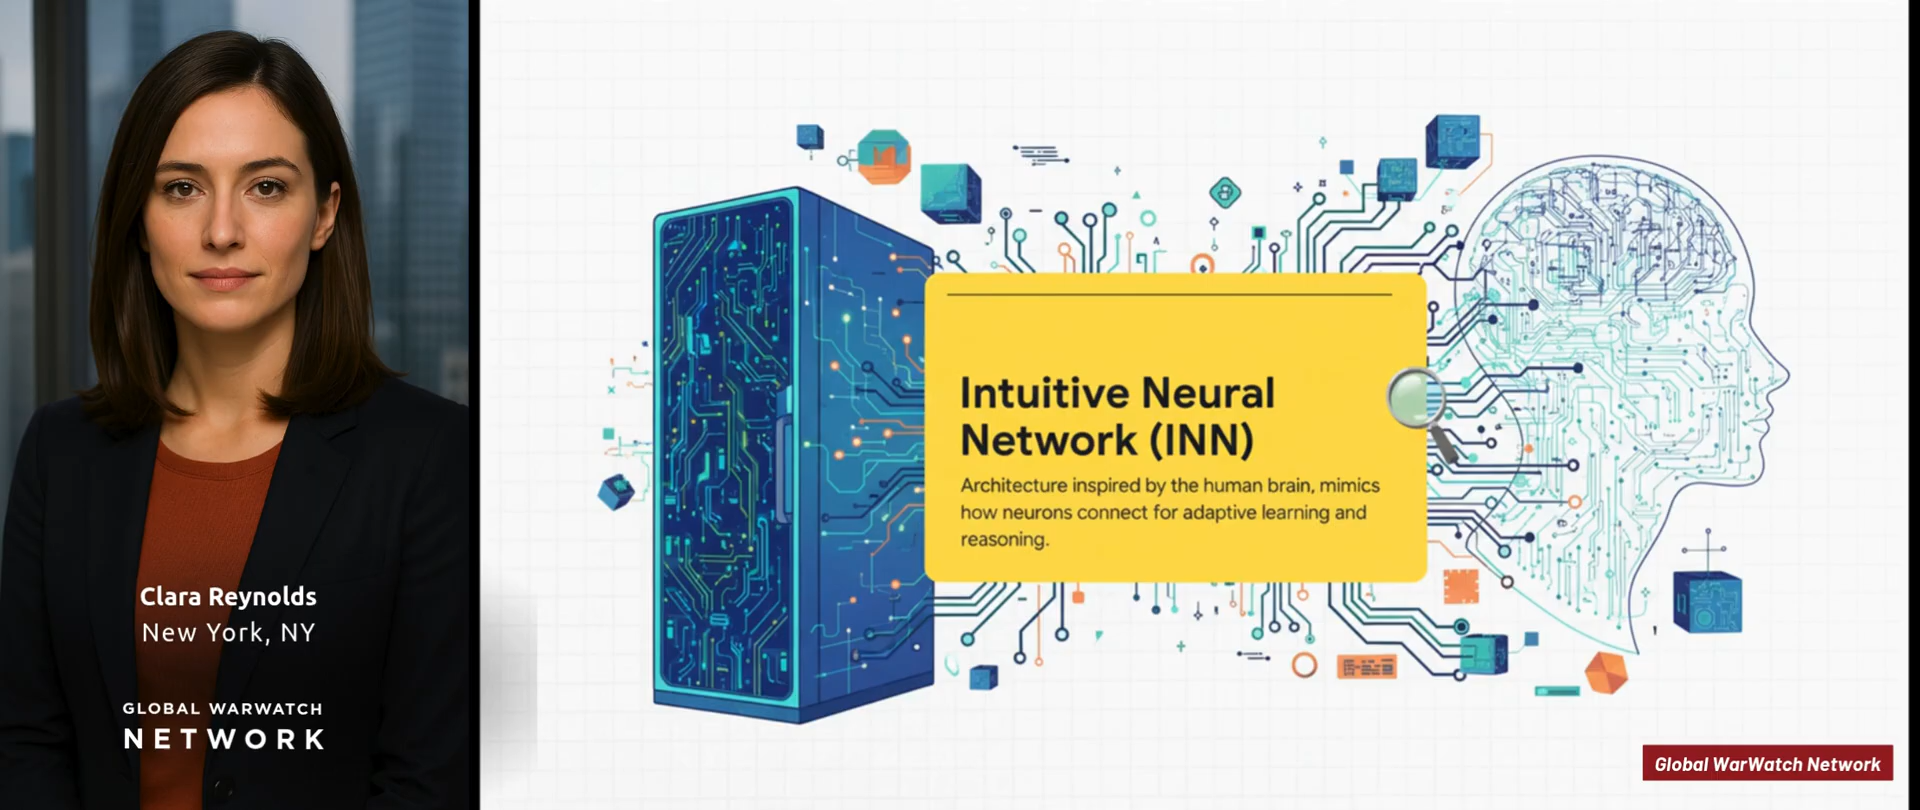 Clara Reynolds
New York, NY
GLOBAL WARWATCH
NETWORK
Intuitive Neural
Network (INN)
Architecture inspired by the human brain, mimics
how neurons connect for adaptive learning and
reasoning.
Global WarWatch Network